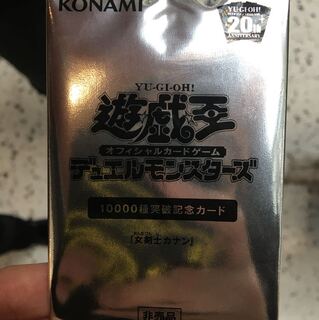 KONAMI
YU-GI-OH!
20th
ANNIVERSARY
YU-GI-OH!
遊戯王
オフィシャルカードゲーム
デュエルモンスターズ
10000種突破記念カード
「女剣士カナン」
非売品